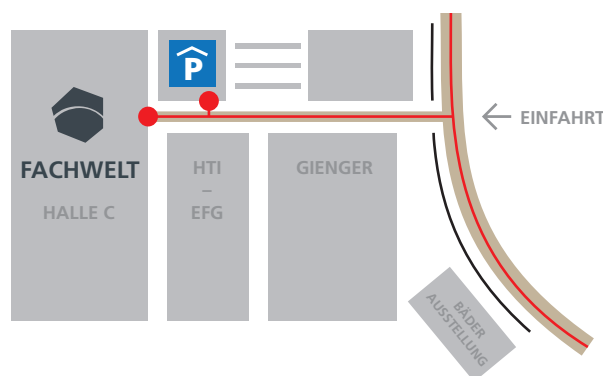 P
EINFAHRT
FACHWELT
HALLE C
HTI
–
EFG
GIENGER
BÄDER
AUSSTELLUNG